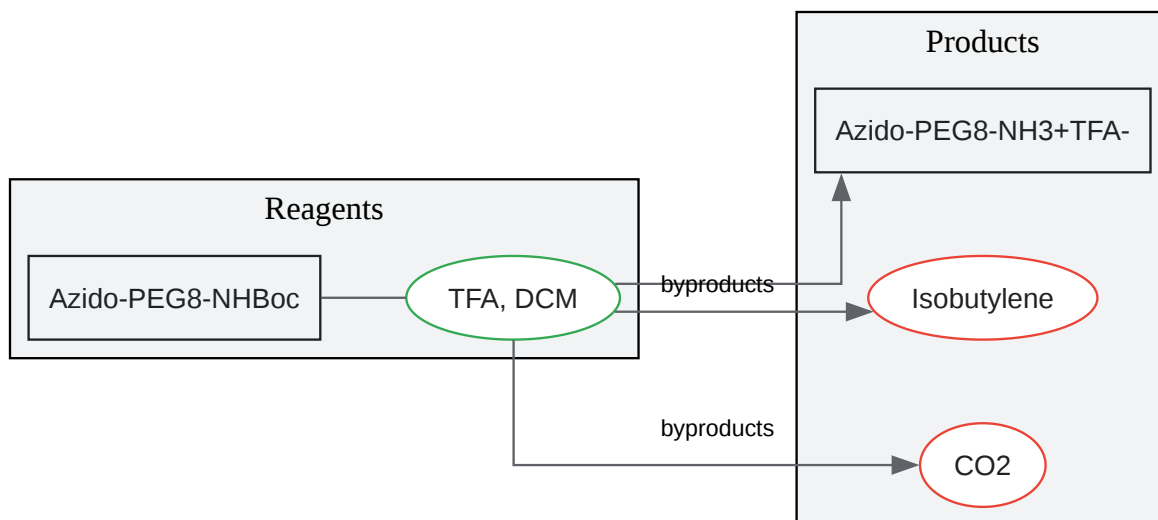 Products
Azido-PEG8-NH3+TFA-
Reagents
Azido-PEG8-NHBoc
TFA, DCM
byproducts
Isobutylene
byproducts
CO2